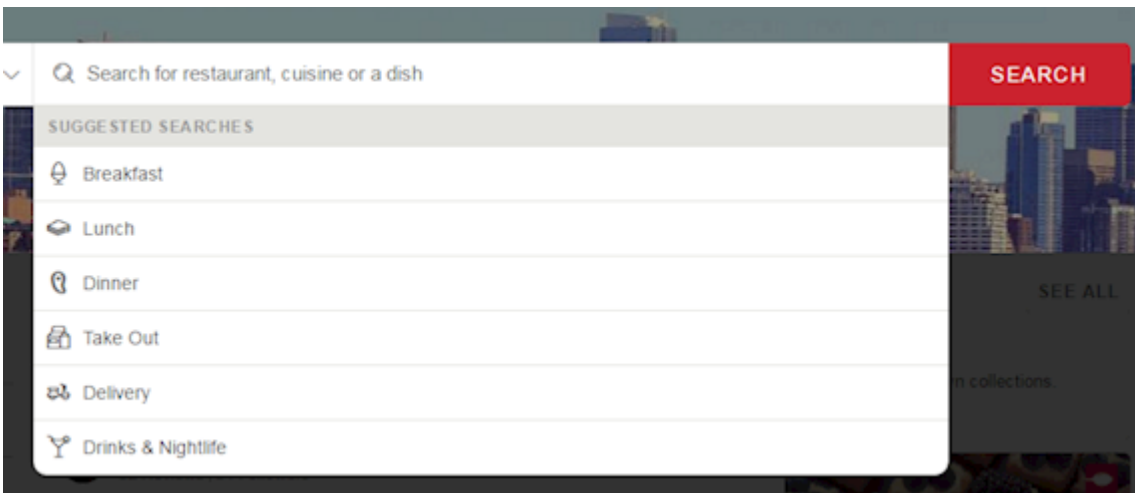 Search for restaurant, cuisine or a dish
SEARCH
SUGGESTED SEARCHES
Breakfast
Lunch
Dinner
SEE ALL
Take Out
Delivery
collections.
Drinks & Nightlife